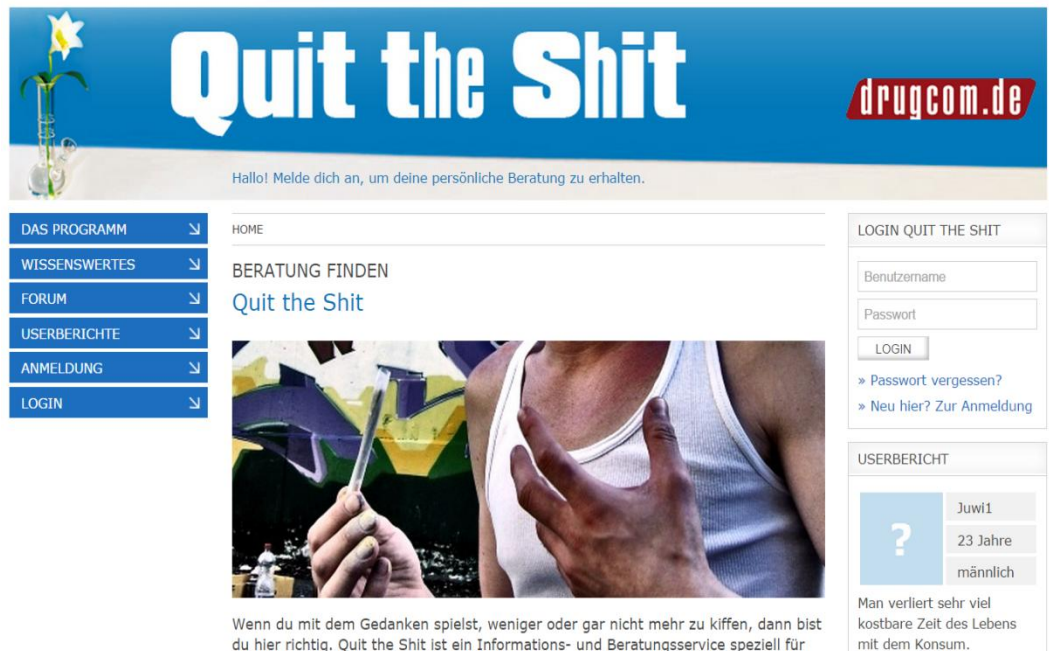 Quit the Shit
drugcom.de
Hallo! Melde dich an, um deine persönliche Beratung zu erhalten.
DAS PROGRAMM
WISSENSWERTES
FORUM
USERBERICHTE
ANMELDUNG
LOGIN
HOME
BERATUNG FINDEN
Quit the Shit
Wenn du mit dem Gedanken spielst, weniger oder gar nicht mehr zu kiffen, dann bist
du hier richtig. Quit the Shit ist ein Informations- und Beratungsservice speziell für
LOGIN QUIT THE SHIT
Benutzername
Passwort
LOGIN
» Passwort vergessen?
» Neu hier? Zur Anmeldung
USERBERICHT
?
Juwi1
23 Jahre
männlich
Man verliert sehr viel
kostbare Zeit des Lebens
mit dem Konsum.